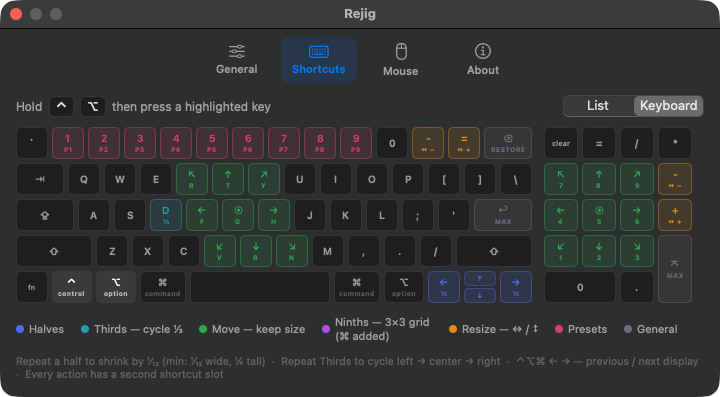 Rejig
General Shortcuts Mouse About
Hold ^ ⌥ then press a highlighted key List Keyboard
` 1 2 3 4 5 6 7 8 9 0 - = ⌫ clear = / *
P1 P2 P3 P4 P5 P6 P7 P8 P9 ↔ − ↔ + RESTORE
⇥ Q W E ↖ ↑ ↗ U I O P [ ] \ ↖ ↑ ↗ -
R T Y 7 8 9 ↔ −
⇪ A S D ← ⦿ → J K L ; ' ↩ ← ⦿ → +
⅓ F G H MAX 4 5 6 ↔ +
⇧ Z X C ↙ ↓ ↘ M , . / ⇧ ↙ ↓ ↘ ⌅
V B N 1 2 3 MAX
fn ^ ⌥ ⌘ ⌘ ⌥ ← ↑ → 0 .
control option command command option ½ ↓ ½
Halves Thirds — cycle ⅓ Move — keep size Ninths — 3×3 grid Resize — ↔ / ↕ Presets General
(⌘ added)
Repeat a half to shrink by ¹⁄₁₂ (min: ¹⁄₁₂ wide, ¼ tall) · Repeat Thirds to cycle left → center → right · ^⌥⌘ ← → — previous / next display
· Every action has a second shortcut slot